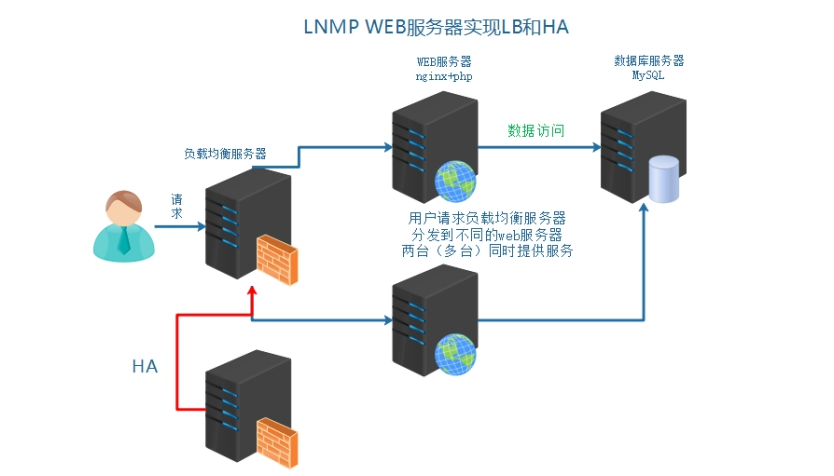 LNMP WEB服务器实现LB和HA
WEB服务器
nginx+php
数据库服务器
MySQL
数据访问
负载均衡服务器
请
求
用户请求负载均衡服务器
分发到不同的web服务器
两台（多台）同时提供服务
HA